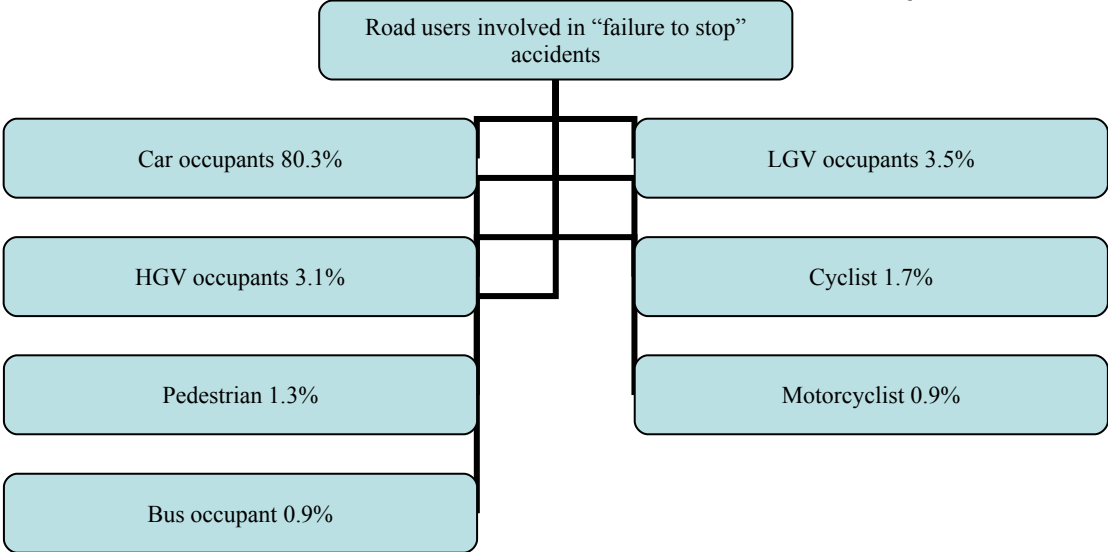 Road users involved in “failure to stop”
accidents
Car occupants 80.3%
LGV occupants 3.5%
HGV occupants 3.1%
Cyclist 1.7%
Pedestrian 1.3%
Motorcyclist 0.9%
Bus occupant 0.9%